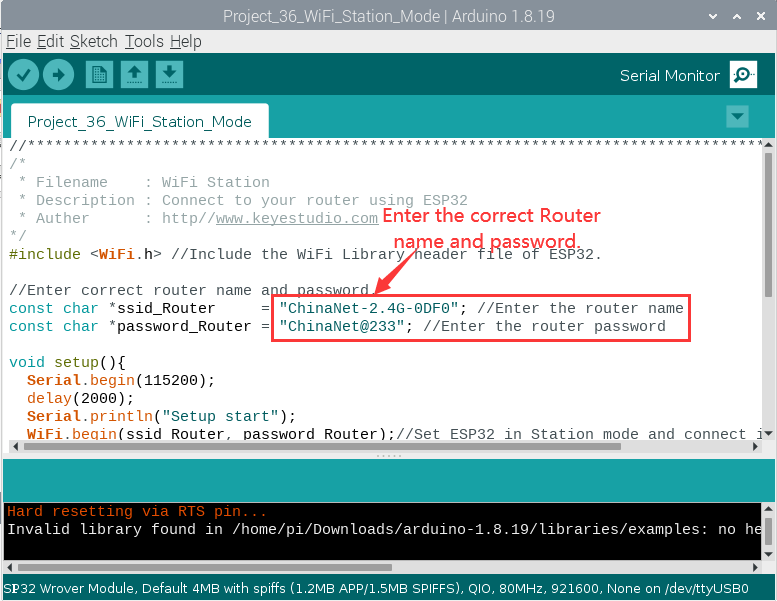 Project_36_WiFi_Station_Mode | Arduino 1.8.19
File Edit Sketch Tools Help
Serial Monitor
Project_36_WiFi_Station_Mode
//**********************************************************************************
/*
* Filename    : WiFi Station
* Description : Connect to your router using ESP32
* Auther      : http//www.keyestudio.com
*/
Enter the correct Router
name and password.
#include <WiFi.h> //Include the WiFi Library header file of ESP32.
//Enter correct router name and password.
const char *ssid_Router     = "ChinaNet-2.4G-0DF0"; //Enter the router name
const char *password_Router = "ChinaNet@233"; //Enter the router password
void setup(){
Serial.begin(115200);
delay(2000);
Serial.println("Setup start");
WiFi.begin(ssid_Router, password_Router);//Set ESP32 in Station mode and connect i
Hard resetting via RTS pin...
Invalid library found in /home/pi/Downloads/arduino-1.8.19/libraries/examples: no he
SP32 Wrover Module, Default 4MB with spiffs (1.2MB APP/1.5MB SPIFFS), QIO, 80MHz, 921600, None on /dev/ttyUSB0